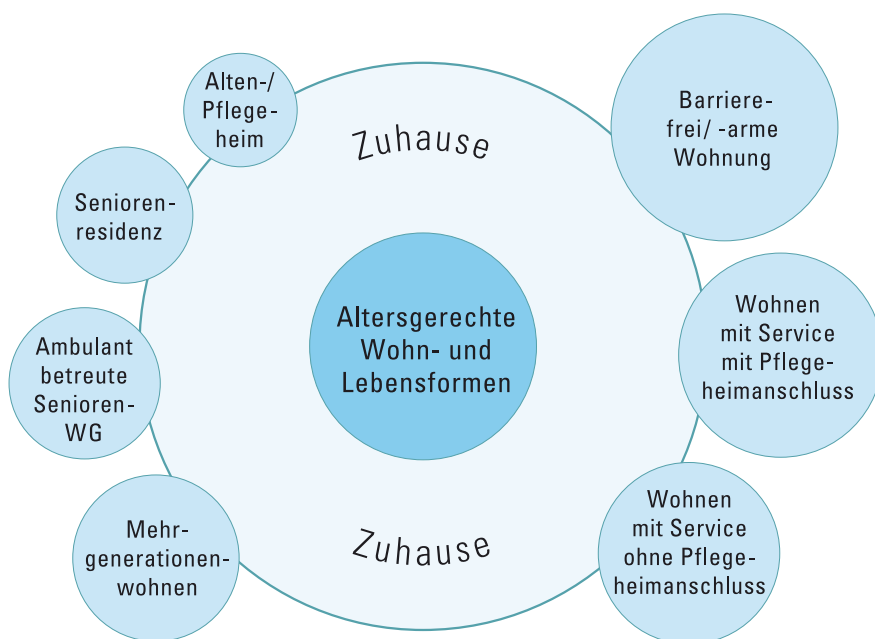 Alten-/
Pflege-
heim
Zuhause
Barriere-
frei/ -arme
Wohnung
Senioren-
residenz
Altersgerechte
Wohn- und
Lebensformen
Wohnen
mit Service
mit Pflege-
heimanschluss
Ambulant
betreute
Senioren-
WG
Mehr-
generationen-
wohnen
Zuhause
Wohnen
mit Service
ohne Pflege-
heimanschluss